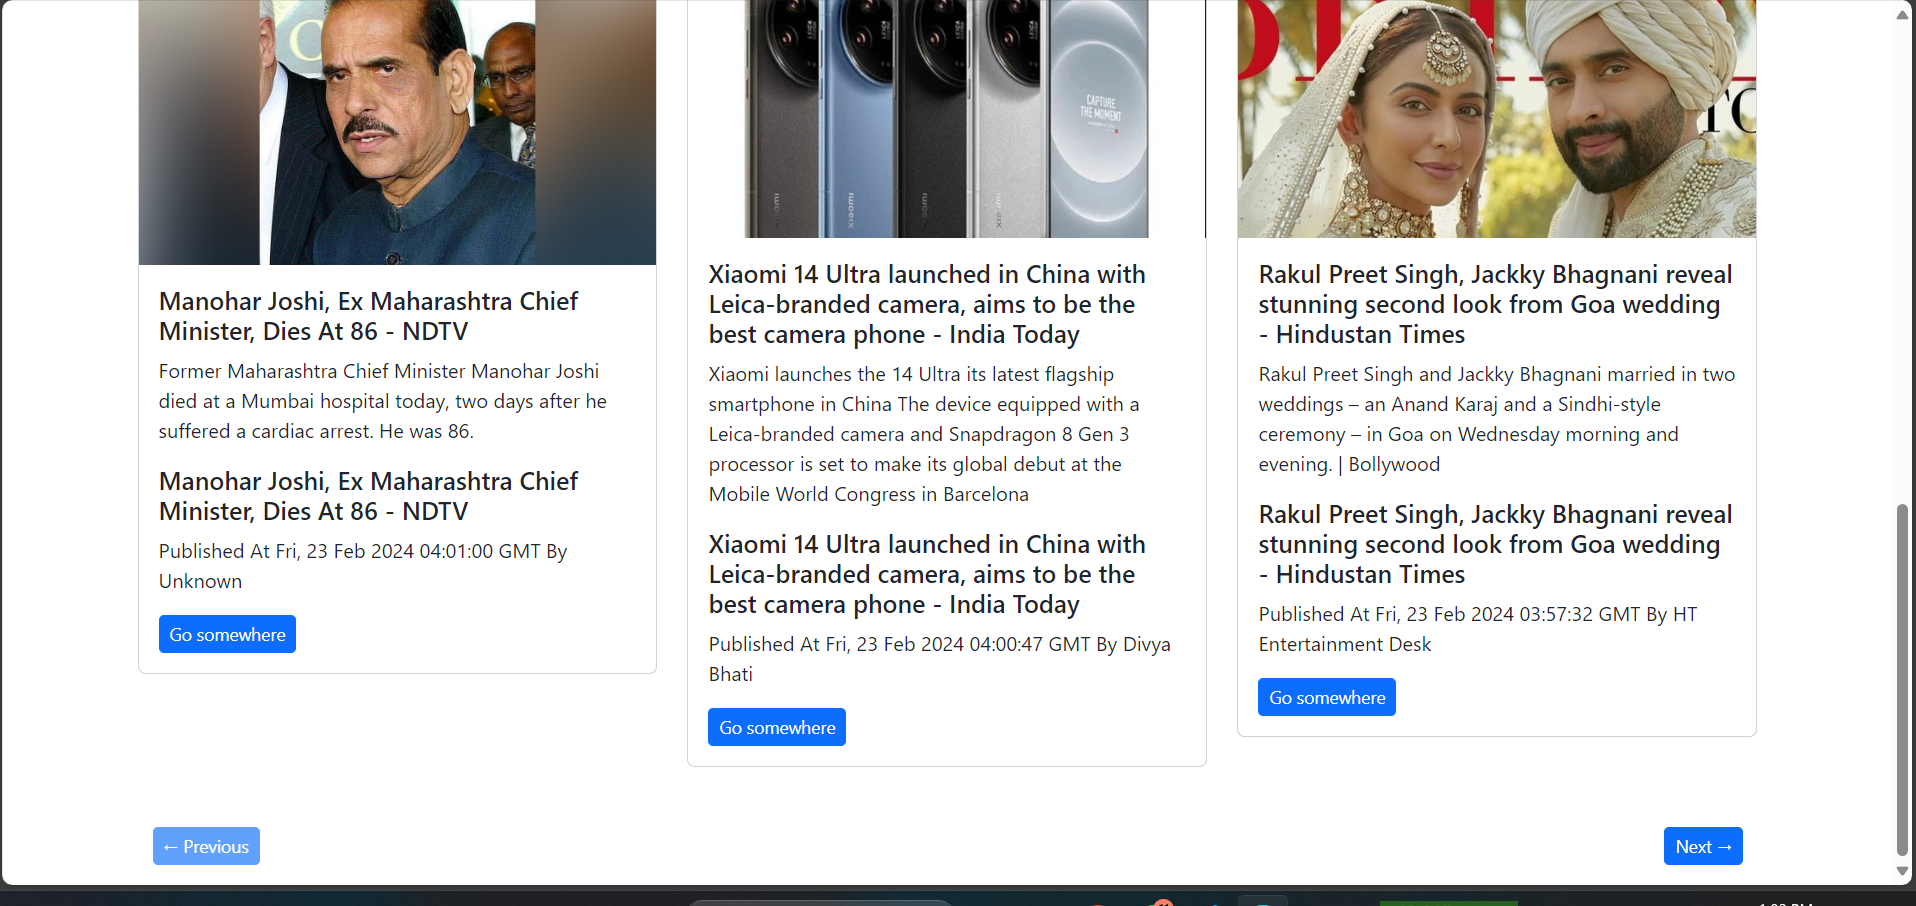 CAPTURE
THE MOMENT
xiaomi
xiaomi
xiaomi
xiaomi
TO
Manohar Joshi, Ex Maharashtra Chief
Minister, Dies At 86 - NDTV
Former Maharashtra Chief Minister Manohar Joshi
died at a Mumbai hospital today, two days after he
suffered a cardiac arrest. He was 86.
Manohar Joshi, Ex Maharashtra Chief
Minister, Dies At 86 - NDTV
Published At Fri, 23 Feb 2024 04:01:00 GMT By
Unknown
Go somewhere
Xiaomi 14 Ultra launched in China with
Leica-branded camera, aims to be the
best camera phone - India Today
Xiaomi launches the 14 Ultra its latest flagship
smartphone in China The device equipped with a
Leica-branded camera and Snapdragon 8 Gen 3
processor is set to make its global debut at the
Mobile World Congress in Barcelona
Xiaomi 14 Ultra launched in China with
Leica-branded camera, aims to be the
best camera phone - India Today
Published At Fri, 23 Feb 2024 04:00:47 GMT By Divya
Bhati
Go somewhere
Rakul Preet Singh, Jackky Bhagnani reveal
stunning second look from Goa wedding
- Hindustan Times
Rakul Preet Singh and Jackky Bhagnani married in two
weddings – an Anand Karaj and a Sindhi-style
ceremony – in Goa on Wednesday morning and
evening. | Bollywood
Rakul Preet Singh, Jackky Bhagnani reveal
stunning second look from Goa wedding
- Hindustan Times
Published At Fri, 23 Feb 2024 03:57:32 GMT By HT
Entertainment Desk
Go somewhere
← Previous
Next →